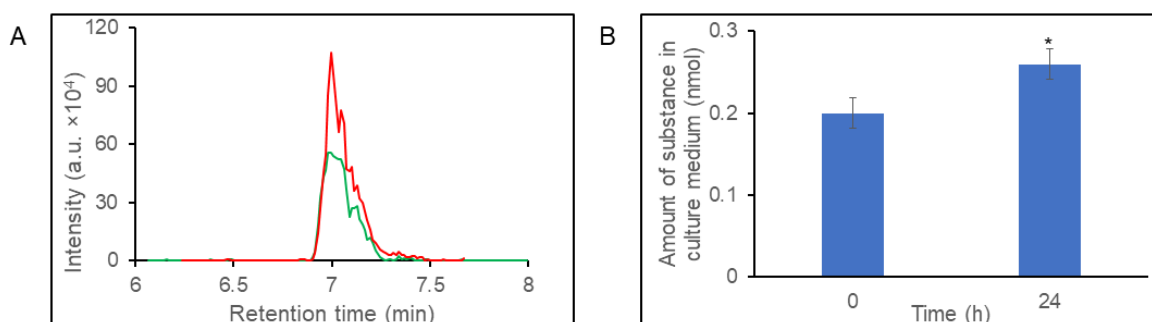 A
Intensity (a.u. ×10⁴)
120
90
60
30
0
6
6.5
7
7.5
8
Retention time (min)
B
Amount of substance in
culture medium (nmol)
0.3
0.2
0.1
0
*
0
24
Time (h)